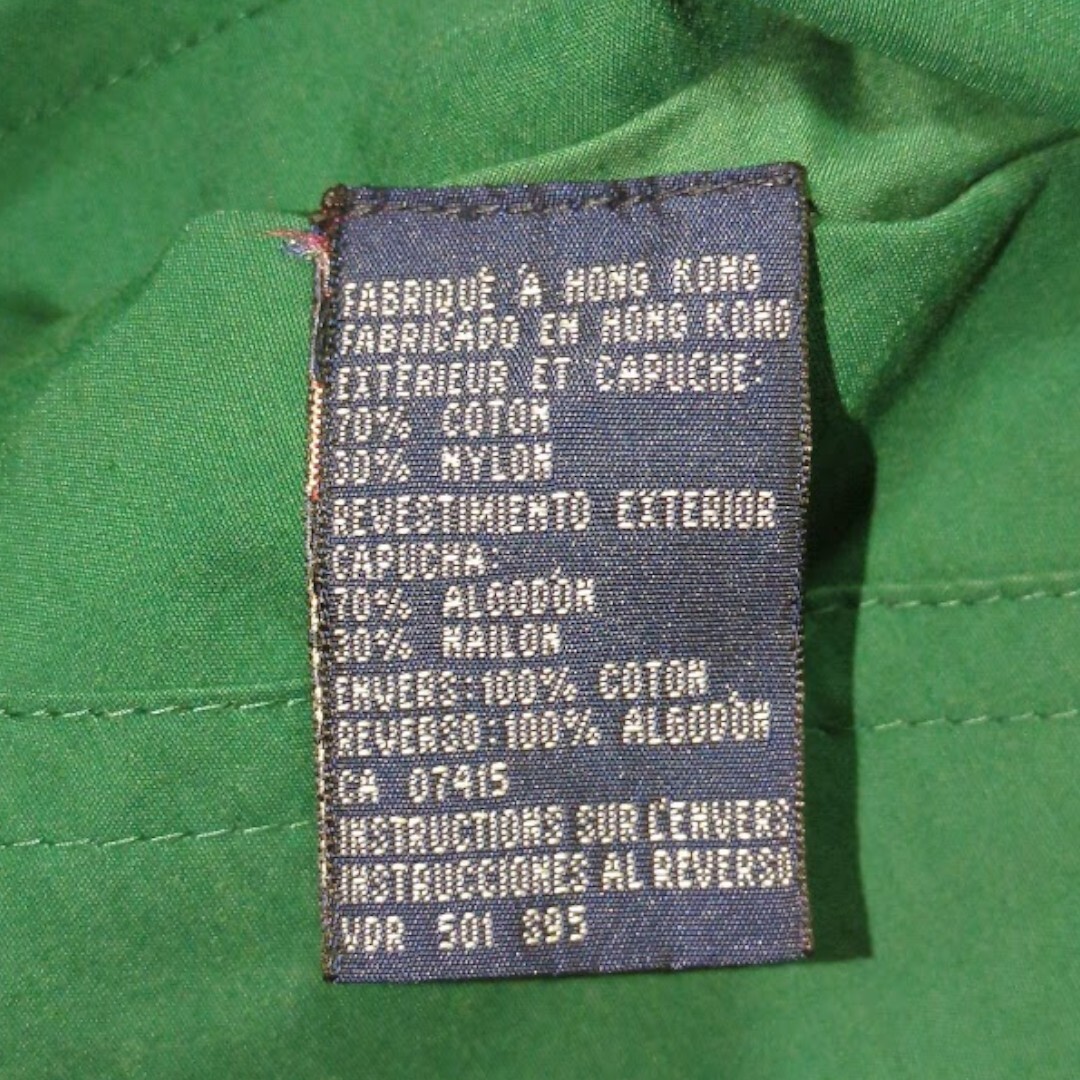 FABRIQUÉ À HONG KONG
FABRICADO EN HONG KONG
EXTÉRIEUR ET CAPUCHE:
70% COTON
30% NYLON
REVESTIMIENTO EXTERIOR
CAPUCHA:
70% ALGODÓN
30% NAILON
ENVERS:100% COTON
REVERSO:100% ALGODÓN
CA 07415
INSTRUCTIONS SUR L'ENVERS
INSTRUCCIONES AL REVERSO
VDR 501 895